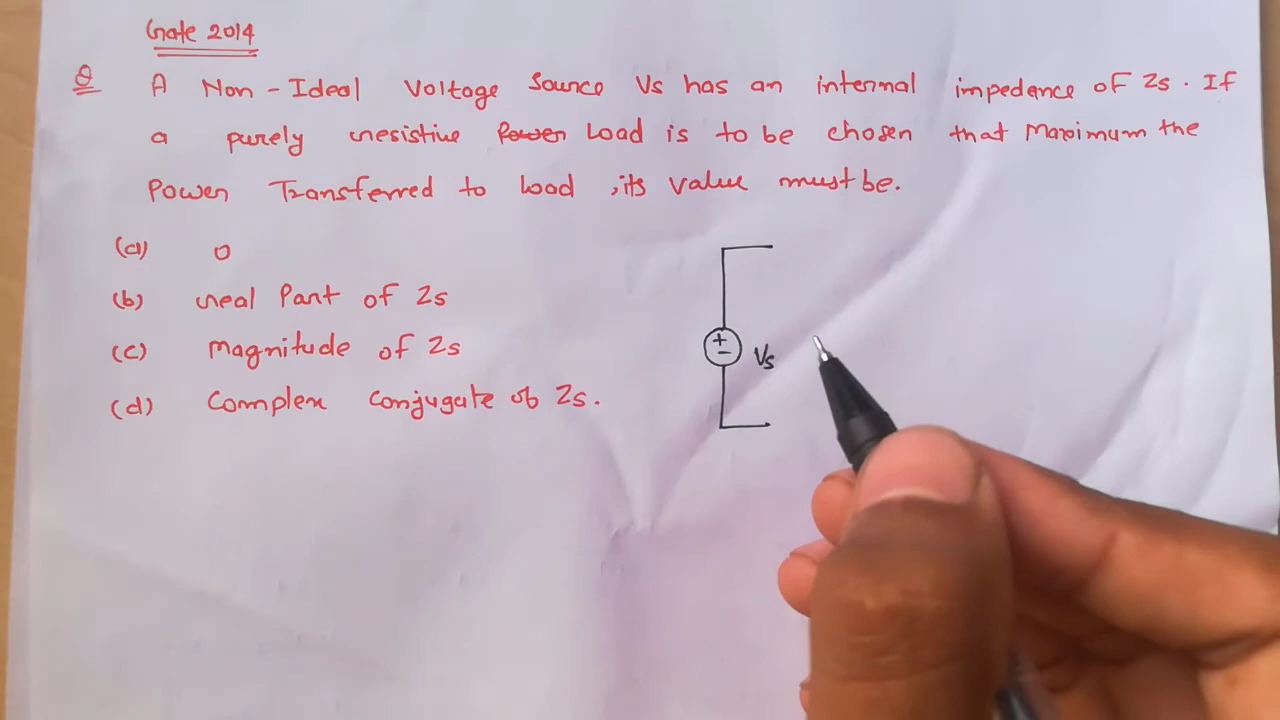 Gate 2014
Q A Non-Ideal Voltage Source Vs has an internal impedance of Zs. If
a purely resistive Power Load is to be chosen that Maximum the
Power Transferred to load, its value must be.
(a) 0
(b) real Part of Zs
(c) magnitude of Zs
(d) Complex Conjugate of Zs.
+
-
Vs